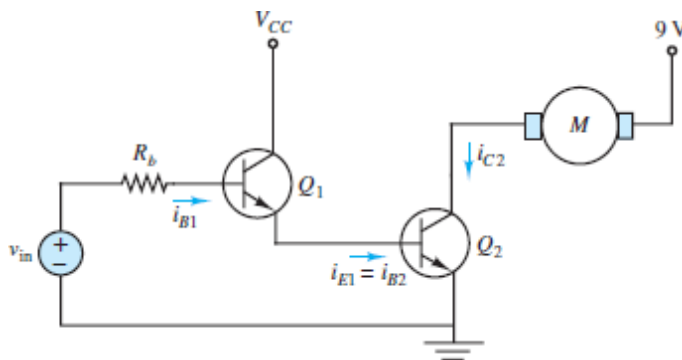 V_CC
9 V
M
R_b
i_C2
Q_1
i_B1
v_in
+
−
Q_2
i_E1 = i_B2